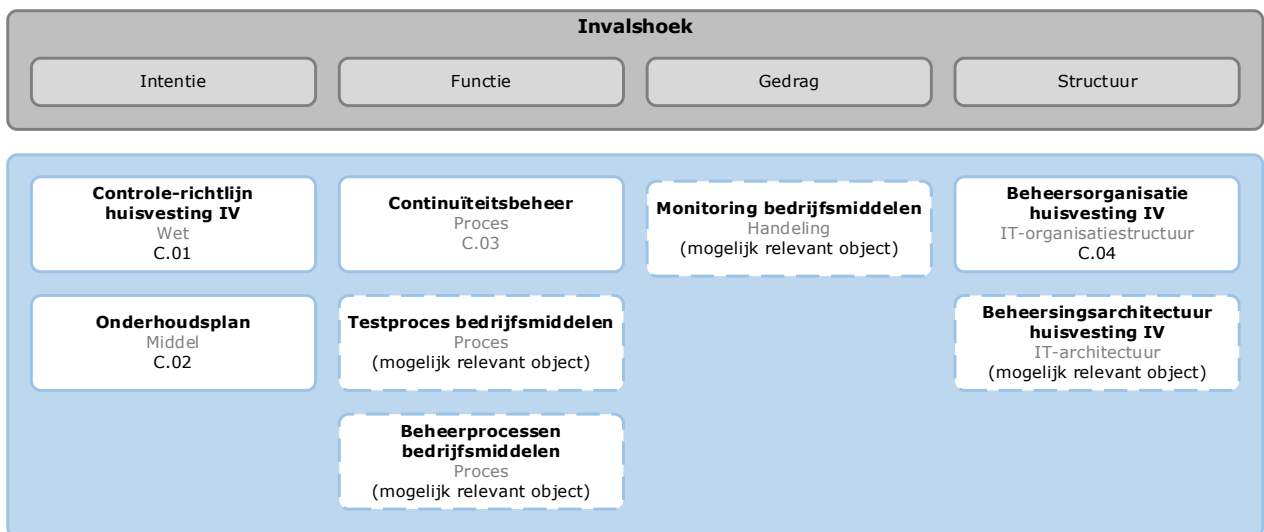 Invalshoek
Intentie
Functie
Gedrag
Structuur
Controle-richtlijn
huisvesting IV
Wet
C.01
Continuïteitsbeheer
Proces
C.03
Monitoring bedrijfsmiddelen
Handeling
(mogelijk relevant object)
Beheersorganisatie
huisvesting IV
IT-organisatiestructuur
C.04
Onderhoudsplan
Middel
C.02
Testproces bedrijfsmiddelen
Proces
(mogelijk relevant object)
Beheersingsarchitectuur
huisvesting IV
IT-architectuur
(mogelijk relevant object)
Beheerprocessen
bedrijfsmiddelen
Proces
(mogelijk relevant object)